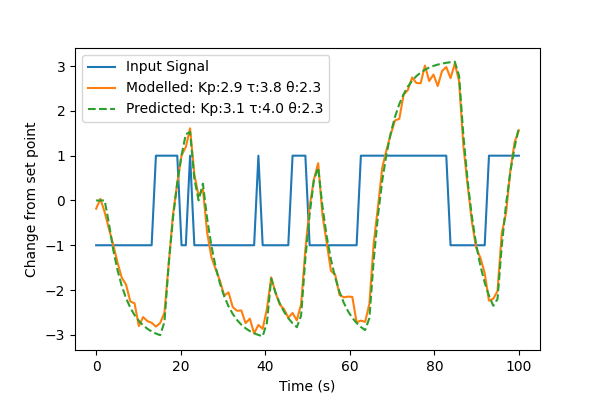 Input Signal
Modelled: Kp:2.9 τ:3.8 θ:2.3
Predicted: Kp:3.1 τ:4.0 θ:2.3
Change from set point
3
2
1
0
−1
−2
−3
0 20 40 60 80 100
Time (s)